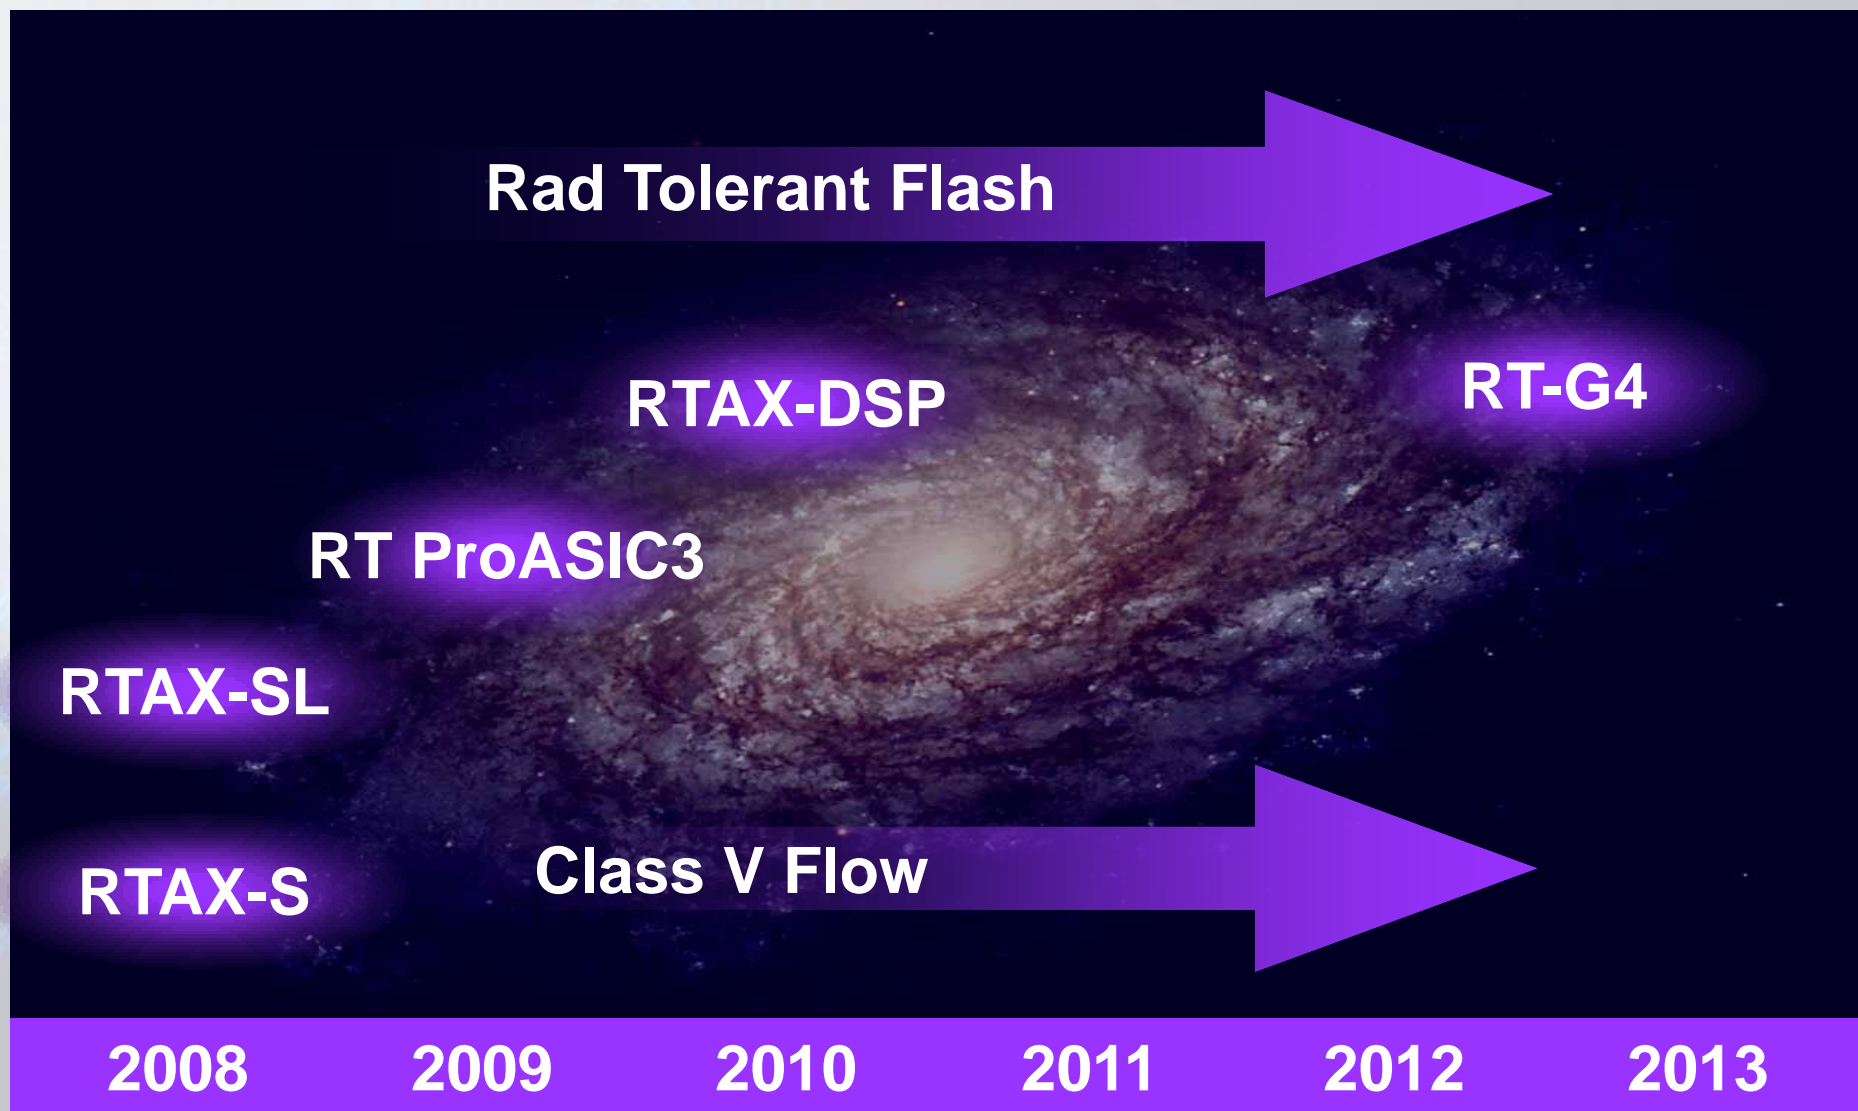 Rad Tolerant Flash
RTAX-DSP
RT-G4
RT ProASIC3
RTAX-SL
Class V Flow
RTAX-S
2008 2009 2010 2011 2012 2013